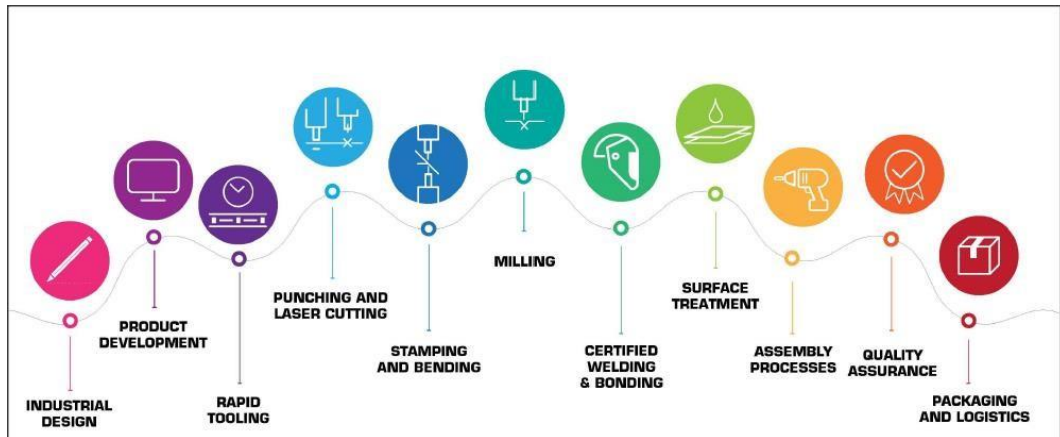 INDUSTRIAL
DESIGN
PRODUCT
DEVELOPMENT
RAPID
TOOLING
PUNCHING AND
LASER CUTTING
STAMPING
AND BENDING
MILLING
CERTIFIED
WELDING
& BONDING
SURFACE
TREATMENT
ASSEMBLY
PROCESSES
QUALITY
ASSURANCE
PACKAGING
AND LOGISTICS